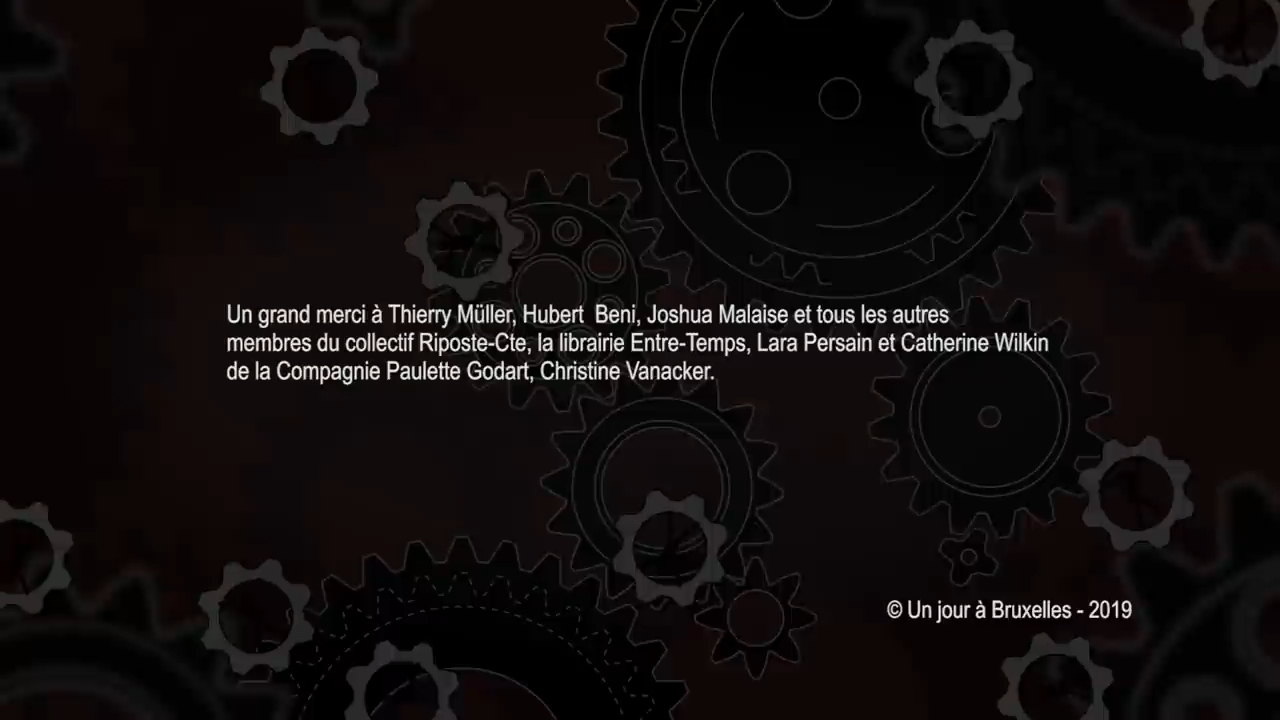 Un grand merci à Thierry Müller, Hubert  Beni, Joshua Malaise et tous les autres
membres du collectif Riposte-Cte, la librairie Entre-Temps, Lara Persain et Catherine Wilkin
de la Compagnie Paulette Godart, Christine Vanacker.
© Un jour à Bruxelles - 2019